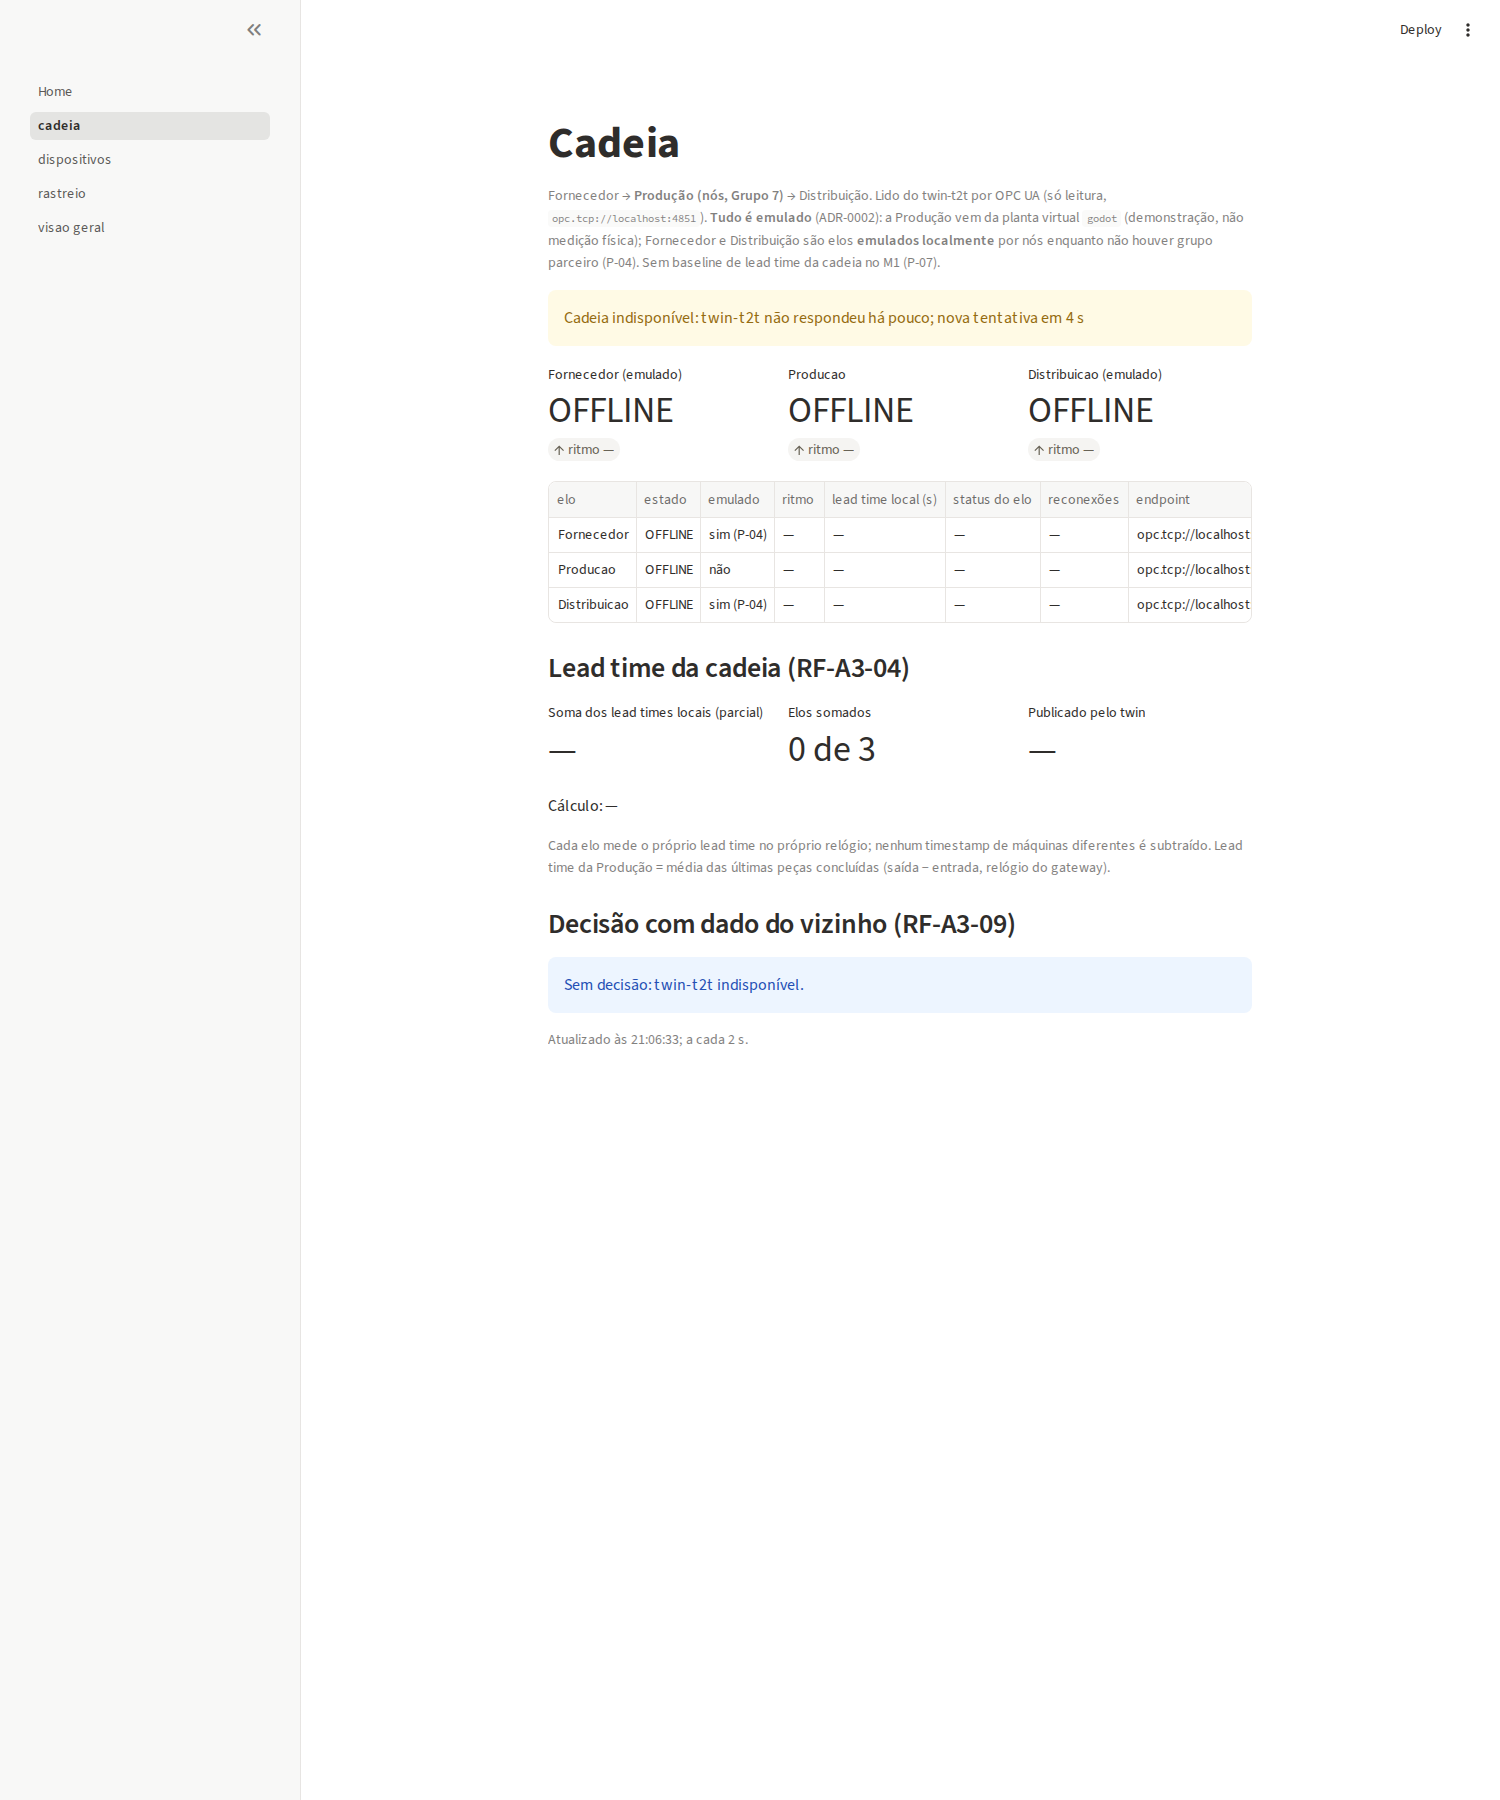 Deploy
Home
cadeia
dispositivos
rastreio
visao geral
Cadeia
Fornecedor → Produção (nós, Grupo 7) → Distribuição. Lido do twin-t2t por OPC UA (só leitura,
opc.tcp://localhost:4851 ). Tudo é emulado (ADR-0002): a Produção vem da planta virtual godot (demonstração, não
medição física); Fornecedor e Distribuição são elos emulados localmente por nós enquanto não houver grupo
parceiro (P-04). Sem baseline de lead time da cadeia no M1 (P-07).
Cadeia indisponível: twin-t2t não respondeu há pouco; nova tentativa em 4 s
Fornecedor (emulado) Producao Distribuicao (emulado)
OFFLINE OFFLINE OFFLINE
↑ ritmo — ↑ ritmo — ↑ ritmo —
elo estado emulado ritmo lead time local (s) status do elo reconexões endpoint
Fornecedor OFFLINE sim (P-04) — — — — opc.tcp://localhost
Producao OFFLINE não — — — — opc.tcp://localhost
Distribuicao OFFLINE sim (P-04) — — — — opc.tcp://localhost
Lead time da cadeia (RF-A3-04)
Soma dos lead times locais (parcial) Elos somados Publicado pelo twin
— 0 de 3 —
Cálculo: —
Cada elo mede o próprio lead time no próprio relógio; nenhum timestamp de máquinas diferentes é subtraído. Lead
time da Produção = média das últimas peças concluídas (saída − entrada, relógio do gateway).
Decisão com dado do vizinho (RF-A3-09)
Sem decisão: twin-t2t indisponível.
Atualizado às 21:06:33; a cada 2 s.